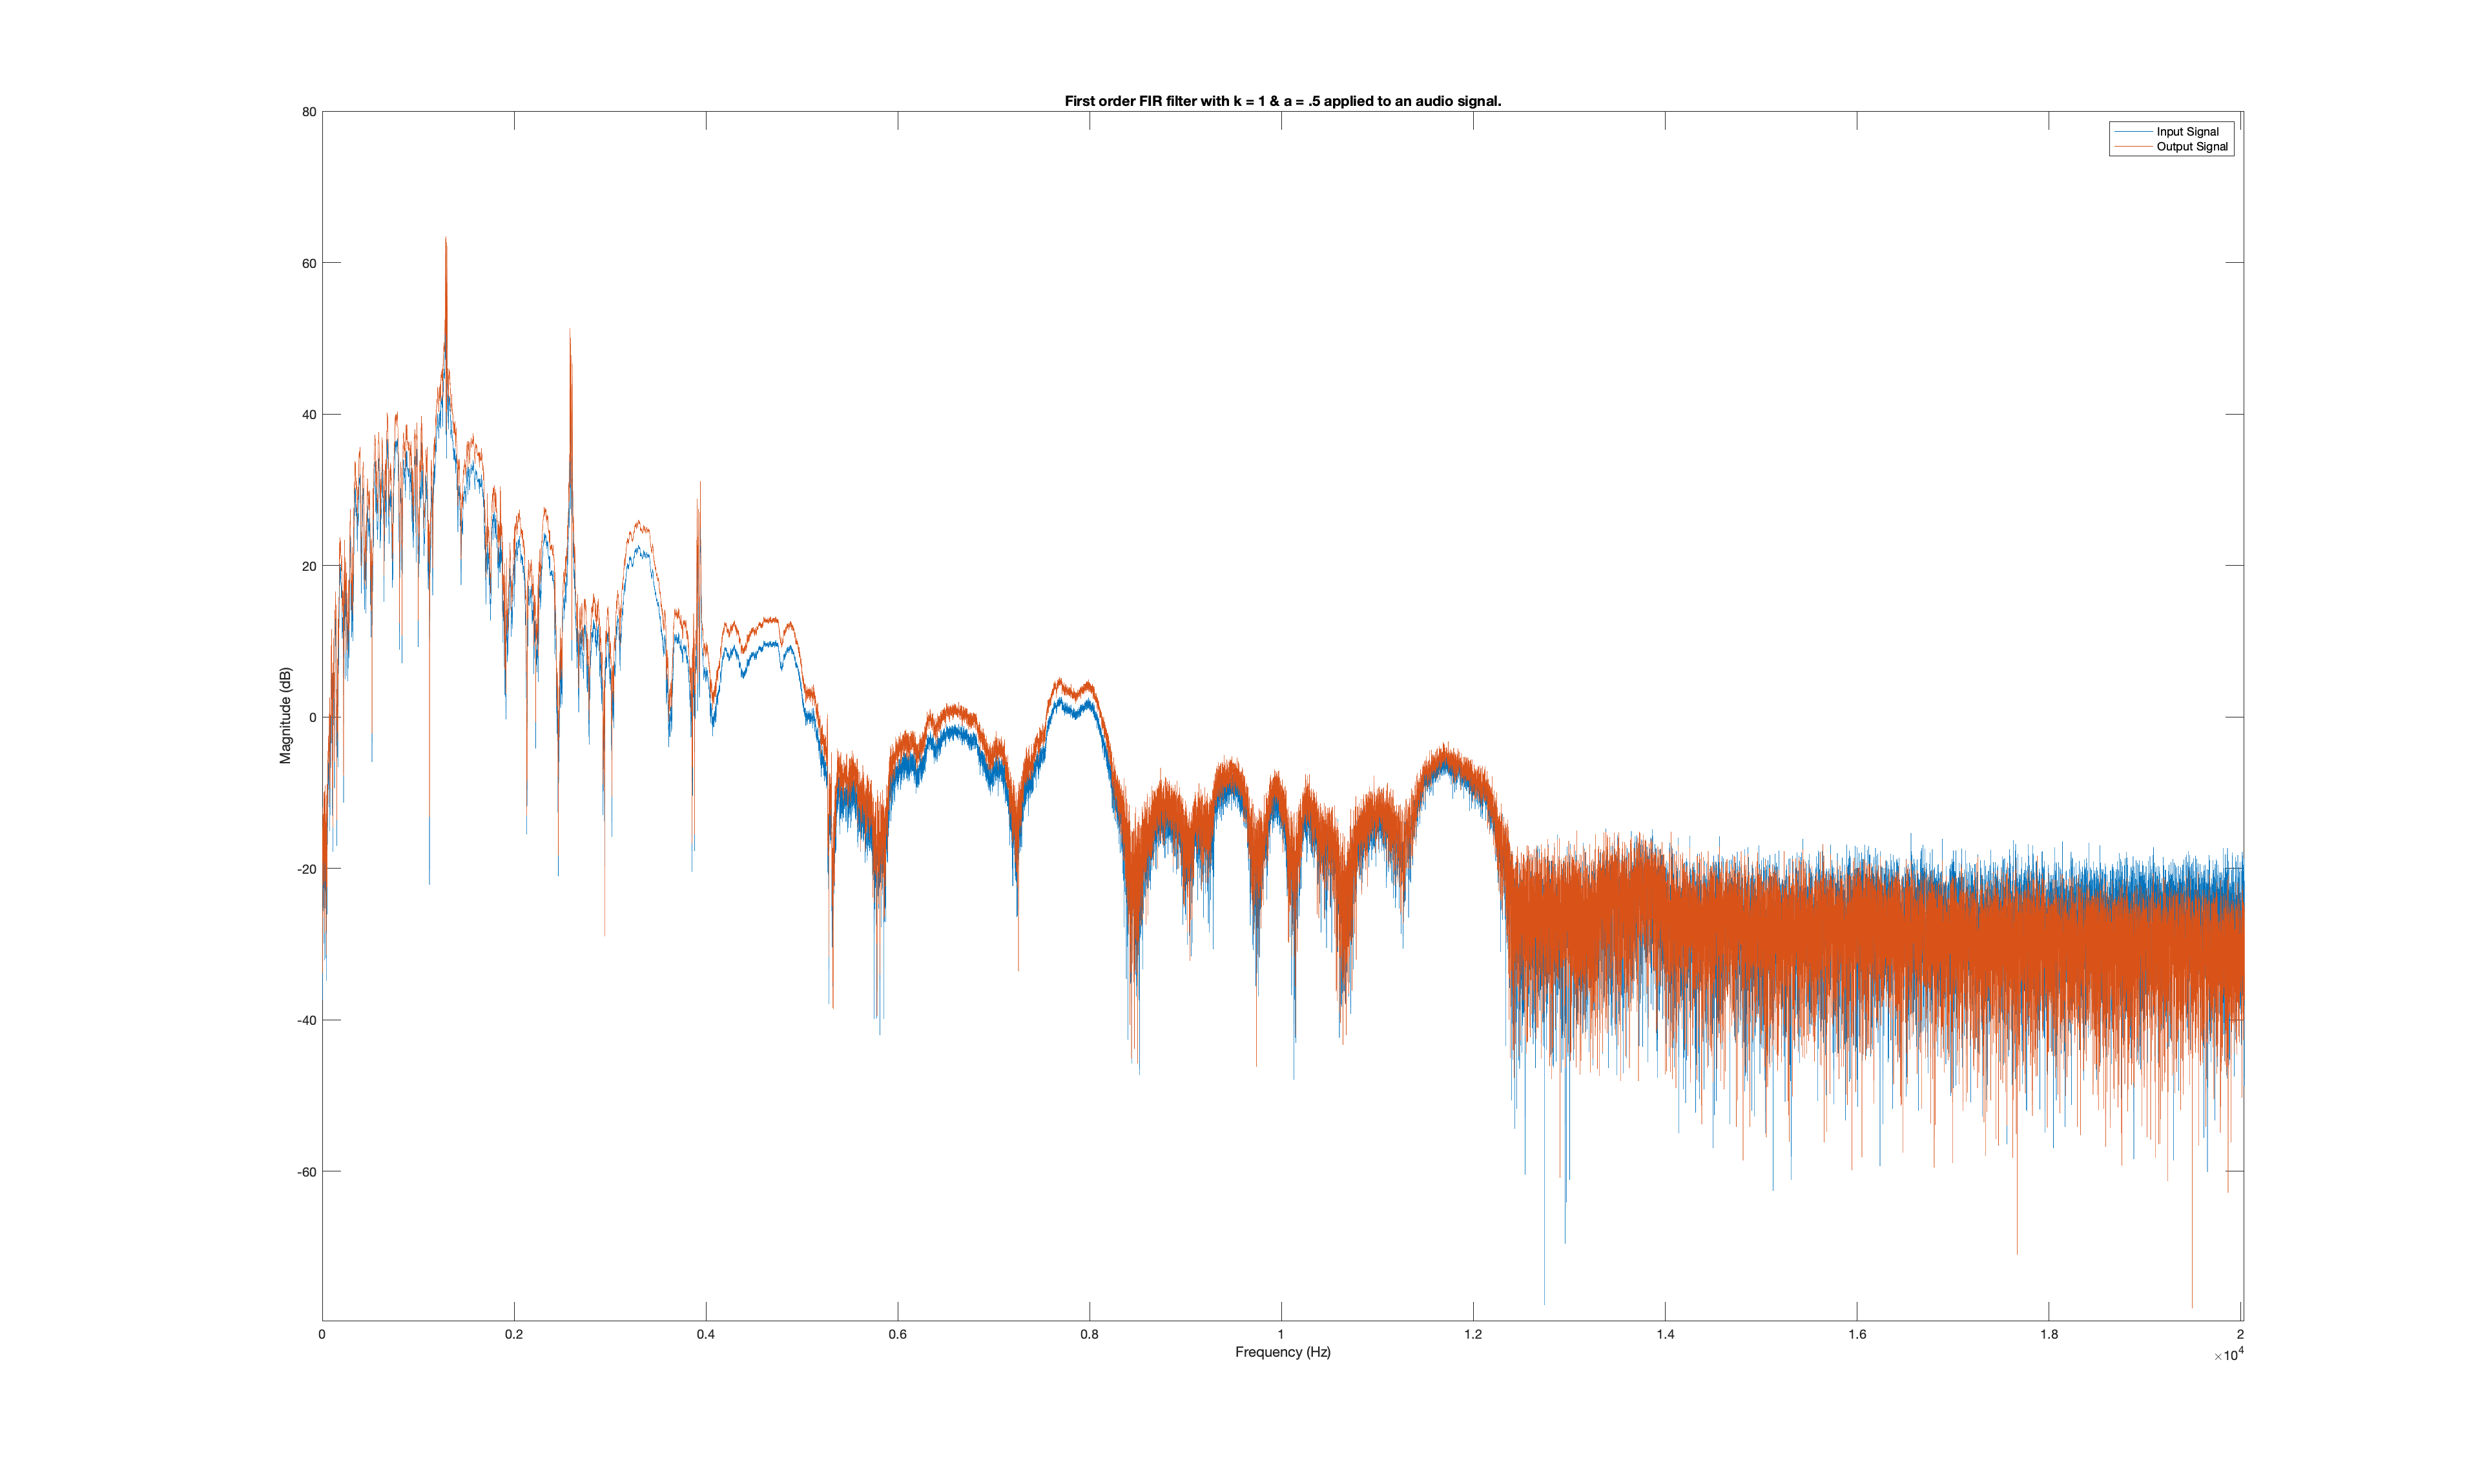 First order FIR filter with k = 1 & a = .5 applied to an audio signal.
Input Signal
Output Signal
80
60
40
20
0
-20
-40
-60
Magnitude (dB)
0 0.2 0.4 0.6 0.8 1 1.2 1.4 1.6 1.8 2
×10⁴
Frequency (Hz)